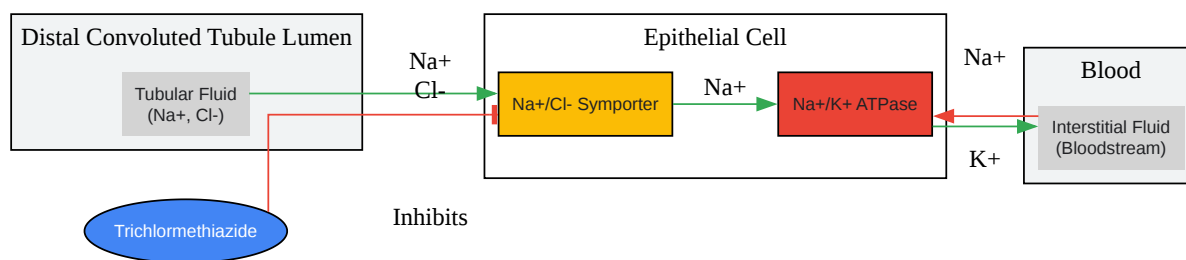 Distal Convoluted Tubule Lumen
Tubular Fluid
(Na+, Cl-)
Na+
Cl-
Epithelial Cell
Na+/Cl- Symporter
Na+
Na+/K+ ATPase
Na+
K+
Blood
Interstitial Fluid
(Bloodstream)
Trichlormethiazide
Inhibits